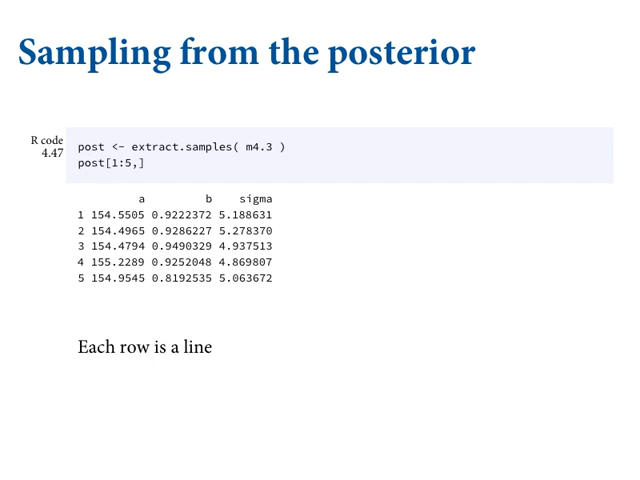 Sampling from the posterior
R code
4.47
post <- extract.samples( m4.3 )
post[1:5,]
a b sigma
1 154.5505 0.9222372 5.188631
2 154.4965 0.9286227 5.278370
3 154.4794 0.9490329 4.937513
4 155.2289 0.9252048 4.869807
5 154.9545 0.8192535 5.063672
Each row is a line